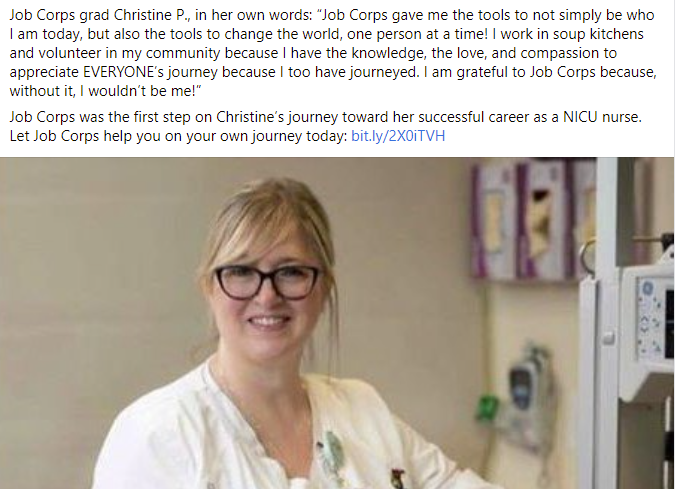 Job Corps grad Christine P., in her own words: “Job Corps gave me the tools to not simply be who
I am today, but also the tools to change the world, one person at a time! I work in soup kitchens
and volunteer in my community because I have the knowledge, the love, and compassion to
appreciate EVERYONE’s journey because I too have journeyed. I am grateful to Job Corps because,
without it, I wouldn’t be me!”
Job Corps was the first step on Christine’s journey toward her successful career as a NICU nurse.
Let Job Corps help you on your own journey today: bit.ly/2X0iTVH